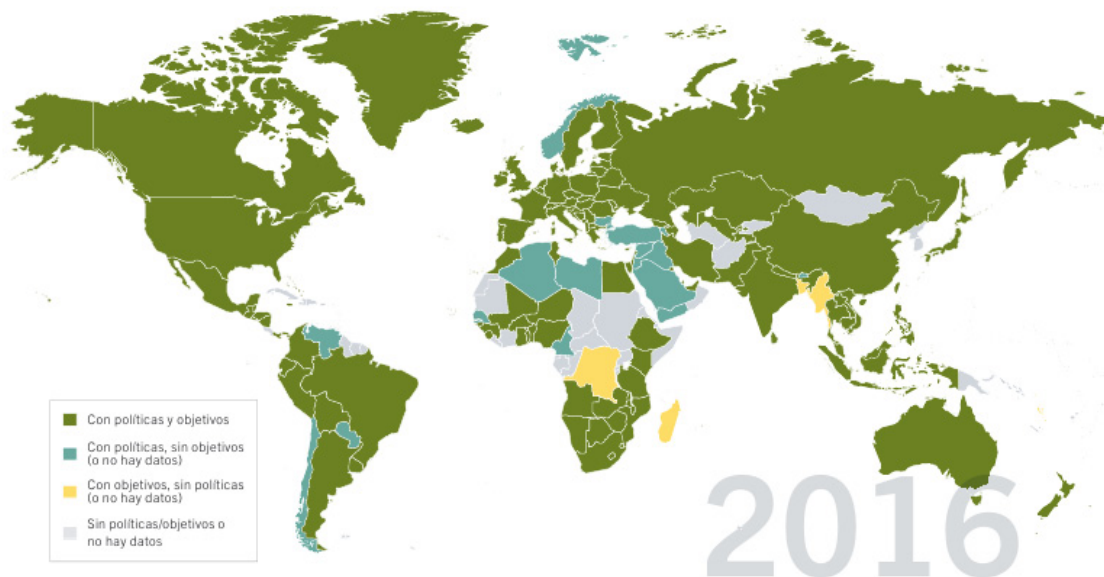 Con políticas y objetivos
Con políticas, sin objetivos
(o no hay datos)
Con objetivos, sin políticas
(o no hay datos)
Sin políticas/objetivos o
no hay datos
2016